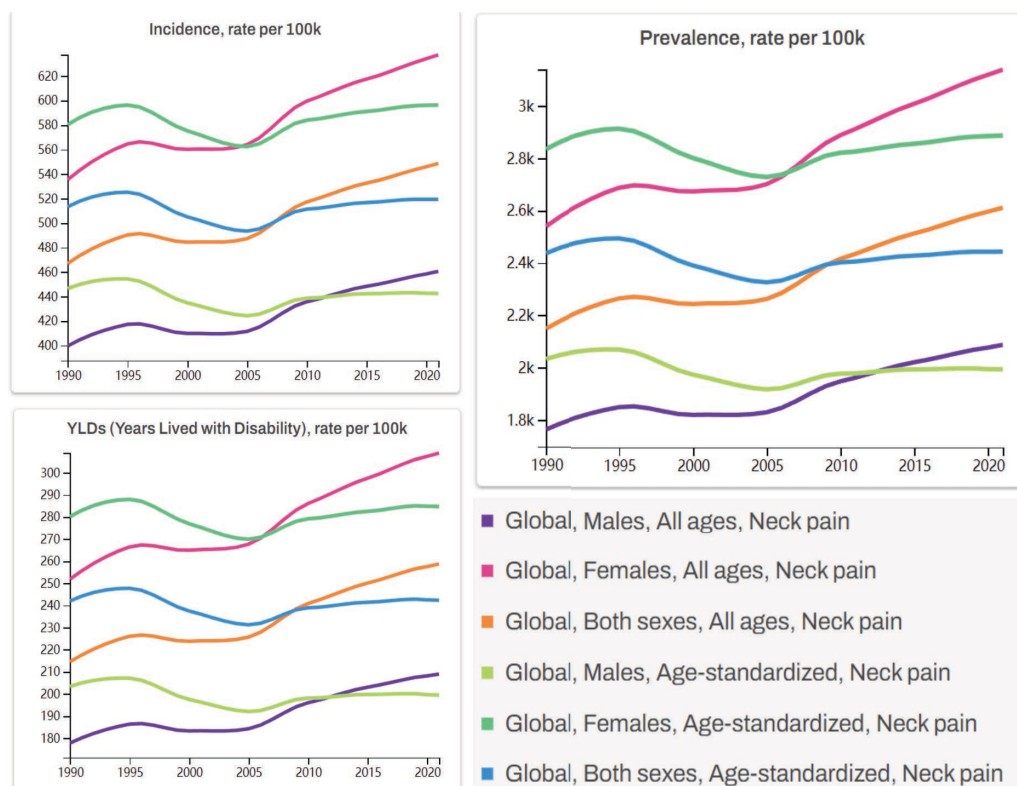 Incidence, rate per 100k
620
600
580
560
540
520
500
480
460
440
420
400
1990 1995 2000 2005 2010 2015 2020
Prevalence, rate per 100k
3k
2.8k
2.6k
2.4k
2.2k
2k
1.8k
1990 1995 2000 2005 2010 2015 2020
YLDs (Years Lived with Disability), rate per 100k
300
290
280
270
260
250
240
230
220
210
200
190
180
1990 1995 2000 2005 2010 2015 2020
Global, Males, All ages, Neck pain
Global, Females, All ages, Neck pain
Global, Both sexes, All ages, Neck pain
Global, Males, Age-standardized, Neck pain
Global, Females, Age-standardized, Neck pain
Global, Both sexes, Age-standardized, Neck pain